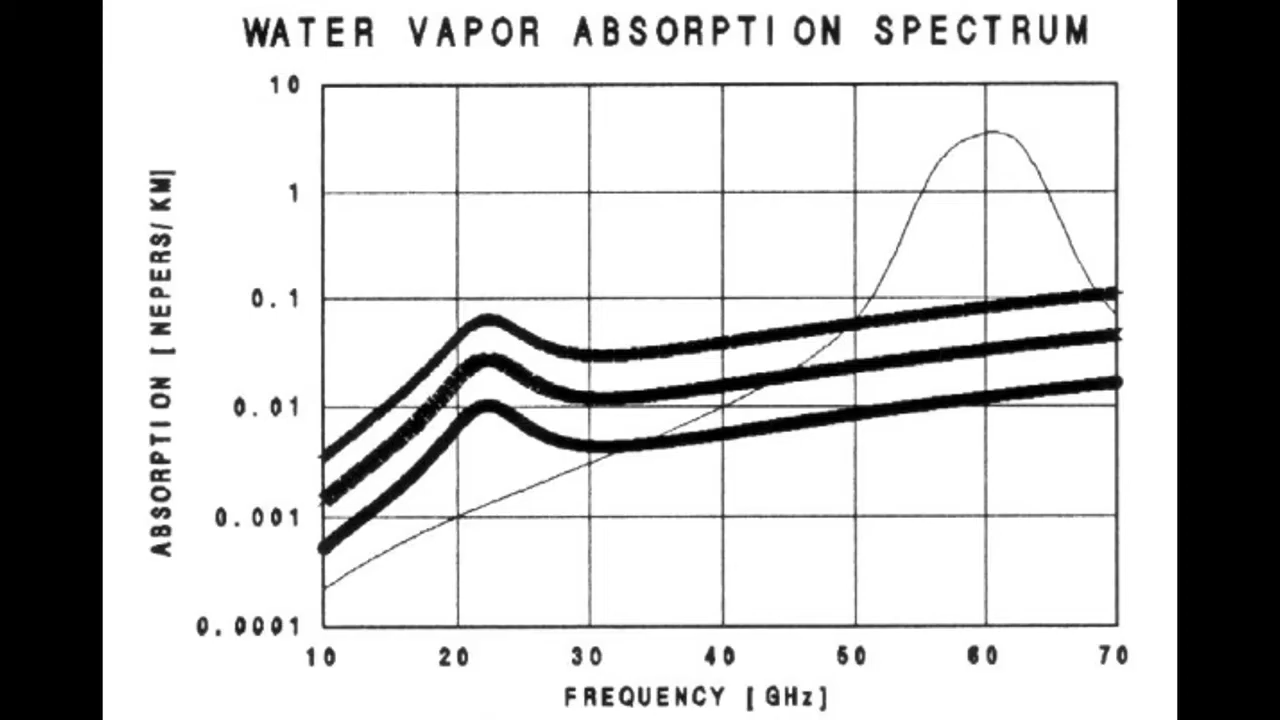 WATER VAPOR ABSORPTION SPECTRUM
10
1
0.1
0.01
0.001
0.0001
ABSORPTION [NEPERS/KM]
10 20 30 40 50 60 70
FREQUENCY [GHz]